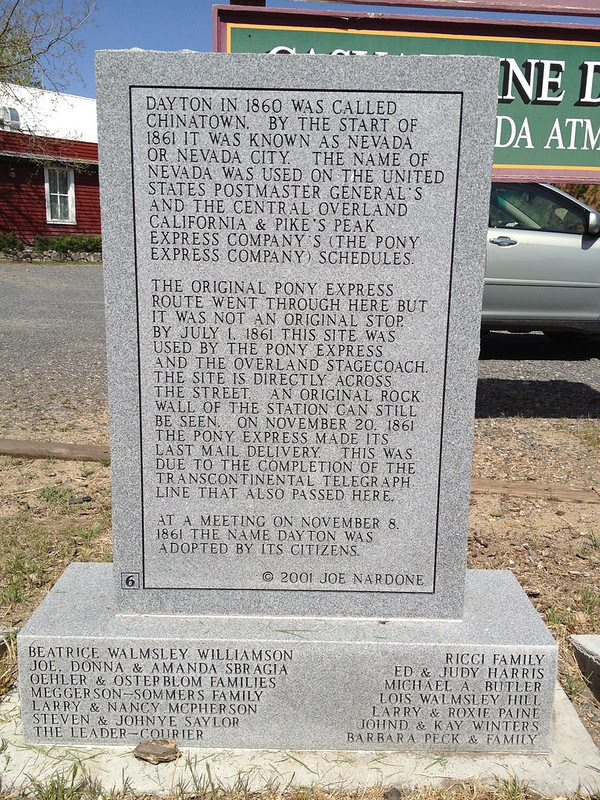 INE D
DA ATM
DAYTON IN 1860 WAS CALLED
CHINATOWN. BY THE START OF
1861 IT WAS KNOWN AS NEVADA
OR NEVADA CITY. THE NAME OF
NEVADA WAS USED ON THE UNITED
STATES POSTMASTER GENERAL'S
AND THE CENTRAL OVERLAND
CALIFORNIA & PIKE'S PEAK
EXPRESS COMPANY'S (THE PONY
EXPRESS COMPANY) SCHEDULES.
THE ORIGINAL PONY EXPRESS
ROUTE WENT THROUGH HERE BUT
IT WAS NOT AN ORIGINAL STOP.
BY JULY 1, 1861 THIS SITE WAS
USED BY THE PONY EXPRESS
AND THE OVERLAND STAGECOACH.
THE SITE IS DIRECTLY ACROSS
THE STREET. AN ORIGINAL ROCK
WALL OF THE STATION CAN STILL
BE SEEN. ON NOVEMBER 20, 1861
THE PONY EXPRESS MADE ITS
LAST MAIL DELIVERY. THIS WAS
DUE TO THE COMPLETION OF THE
TRANSCONTINENTAL TELEGRAPH
LINE THAT ALSO PASSED HERE.
AT A MEETING ON NOVEMBER 8,
1861 THE NAME DAYTON WAS
ADOPTED BY ITS CITIZENS.
6 © 2001 JOE NARDONE
BEATRICE WALMSLEY WILLIAMSON
JOE, DONNA & AMANDA SBRAGIA
OEHLER & OSTERBLOM FAMILIES
MEGGERSON-SOMMERS FAMILY
LARRY & NANCY MCPHERSON
STEVEN & JOHNYE SAYLOR
THE LEADER-COURIER
RICCI FAMILY
ED & JUDY HARRIS
MICHAEL A. BUTLER
LOIS WALMSLEY HILL
LARRY & ROXIE PAINE
JOHND & KAY WINTERS
BARBARA PECK & FAMILY